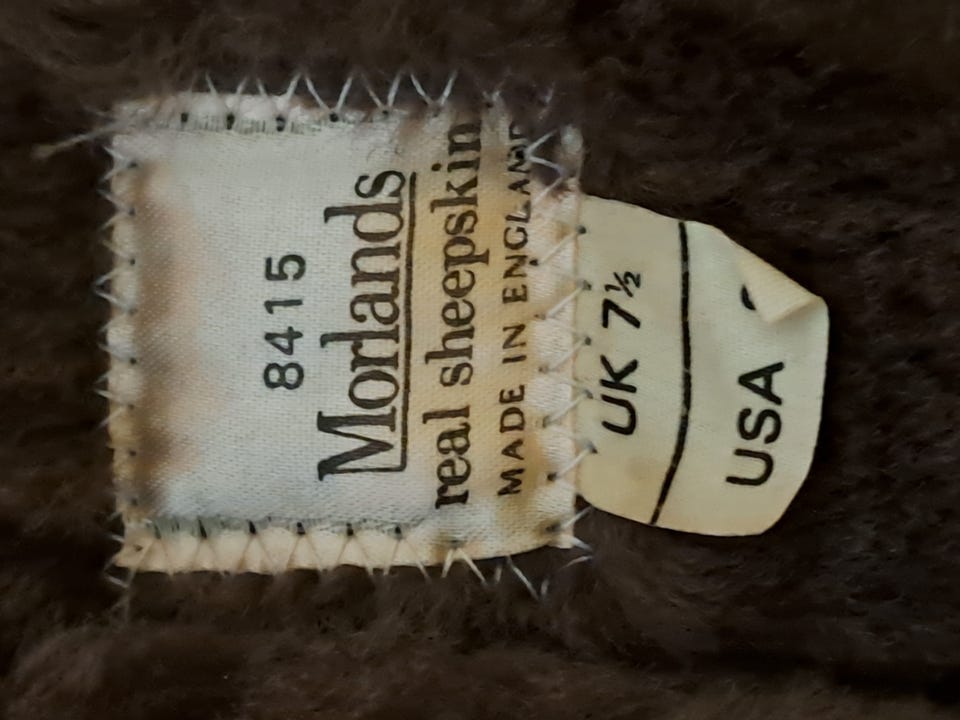 8415
Morlands
real sheepskin
MADE IN ENGLAND
UK 7½
USA